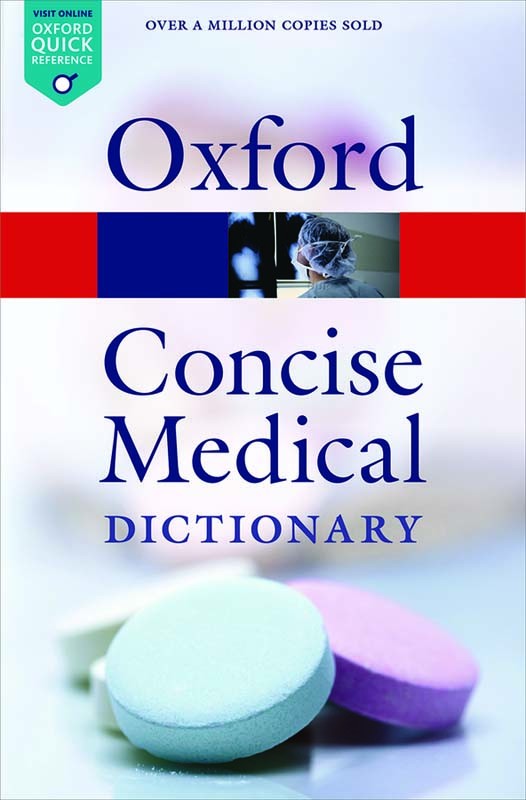 VISIT ONLINE
OXFORD
QUICK
REFERENCE
OVER A MILLION COPIES SOLD
Oxford
Concise
Medical
DICTIONARY